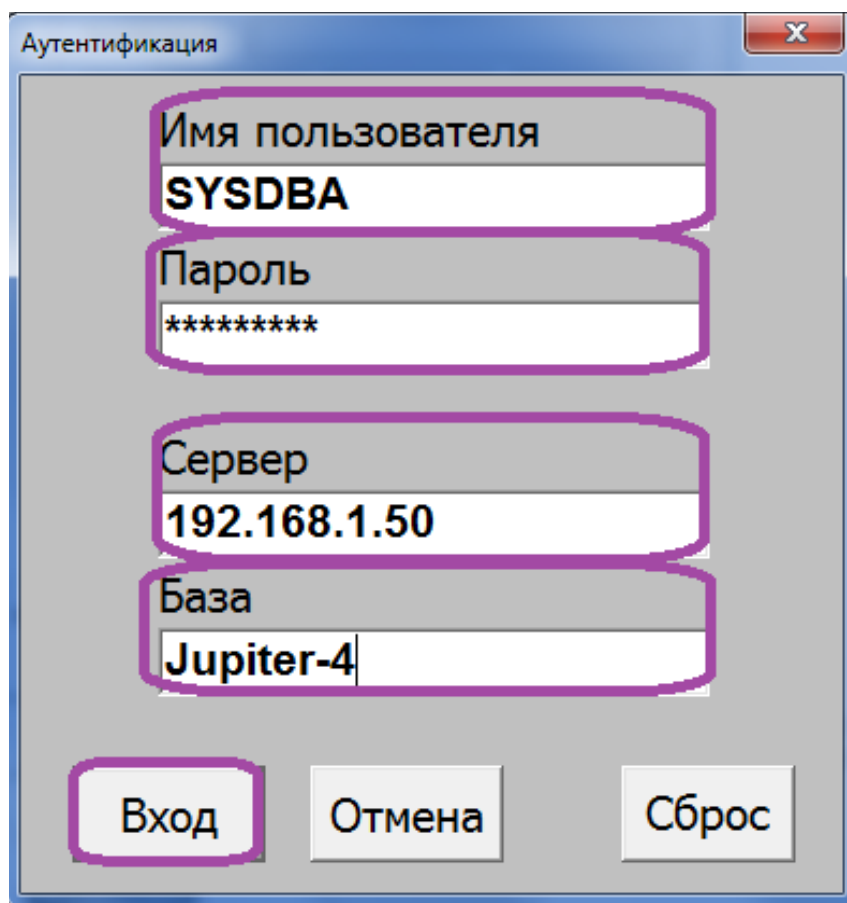 Аутентификация
Имя пользователя
SYSDBA
Пароль
*********
Сервер
192.168.1.50
База
Jupiter-4
Вход Отмена Сброс